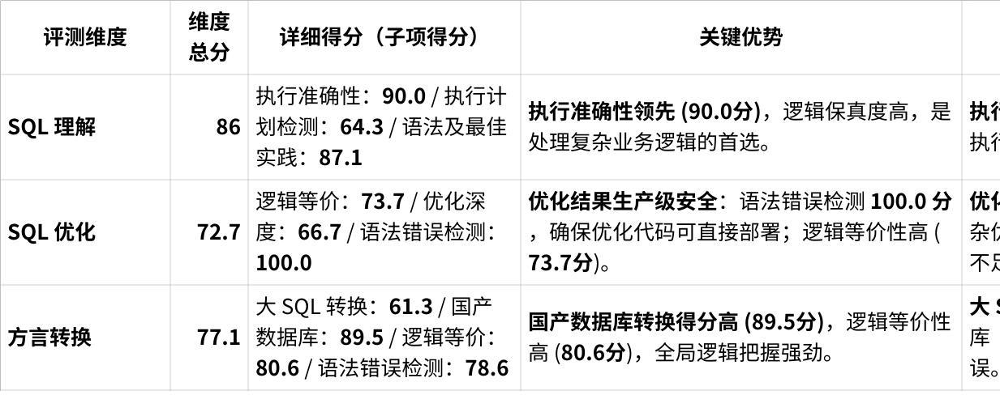 评测维度
维度
总分
详细得分（子项得分）
关键优势
SQL 理解
86
执行准确性：90.0 / 执行计
划检测：64.3 / 语法及最佳
实践：87.1
执行准确性领先 (90.0分)，逻辑保真度高，是
处理复杂业务逻辑的首选。
执行
执行
SQL 优化
72.7
逻辑等价：73.7 / 优化深
度：66.7 / 语法错误检测：
100.0
优化结果生产级安全：语法错误检测 100.0 分
，确保优化代码可直接部署；逻辑等价性高 (
73.7分)。
优化
杂优
不足
方言转换
77.1
大 SQL 转换：61.3 / 国产
数据库：89.5 / 逻辑等价：
80.6 / 语法错误检测：78.6
国产数据库转换得分高 (89.5分)，逻辑等价性
高 (80.6分)，全局逻辑把握强劲。
大 S
库
误。